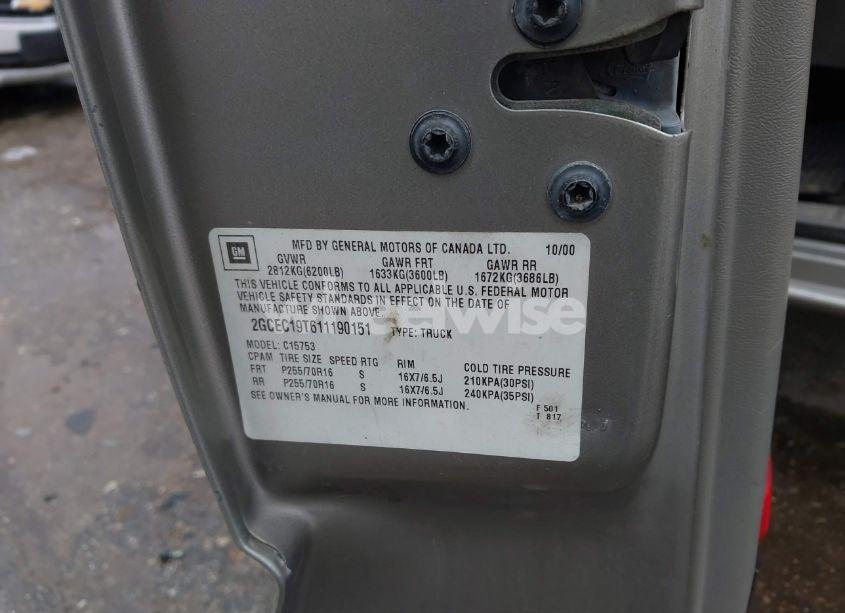 GM
MFD BY GENERAL MOTORS OF CANADA LTD. 10/00
GVWR GAWR FRT GAWR RR
2812KG(6200LB) 1633KG(3600LB) 1672KG(3686LB)
THIS VEHICLE CONFORMS TO ALL APPLICABLE U.S. FEDERAL MOTOR
VEHICLE SAFETY STANDARDS IN EFFECT ON THE DATE OF
MANUFACTURE SHOWN ABOVE.
2GCEC19T611190151 TYPE: TRUCK
MODEL: C15753
CPAM TIRE SIZE SPEED RTG RIM COLD TIRE PRESSURE
FRT P255/70R16 S 16X7/6.5J 210KPA(30PSI)
RR P255/70R16 S 16X7/6.5J 240KPA(35PSI)
SEE OWNER'S MANUAL FOR MORE INFORMATION.
F 501
T 817